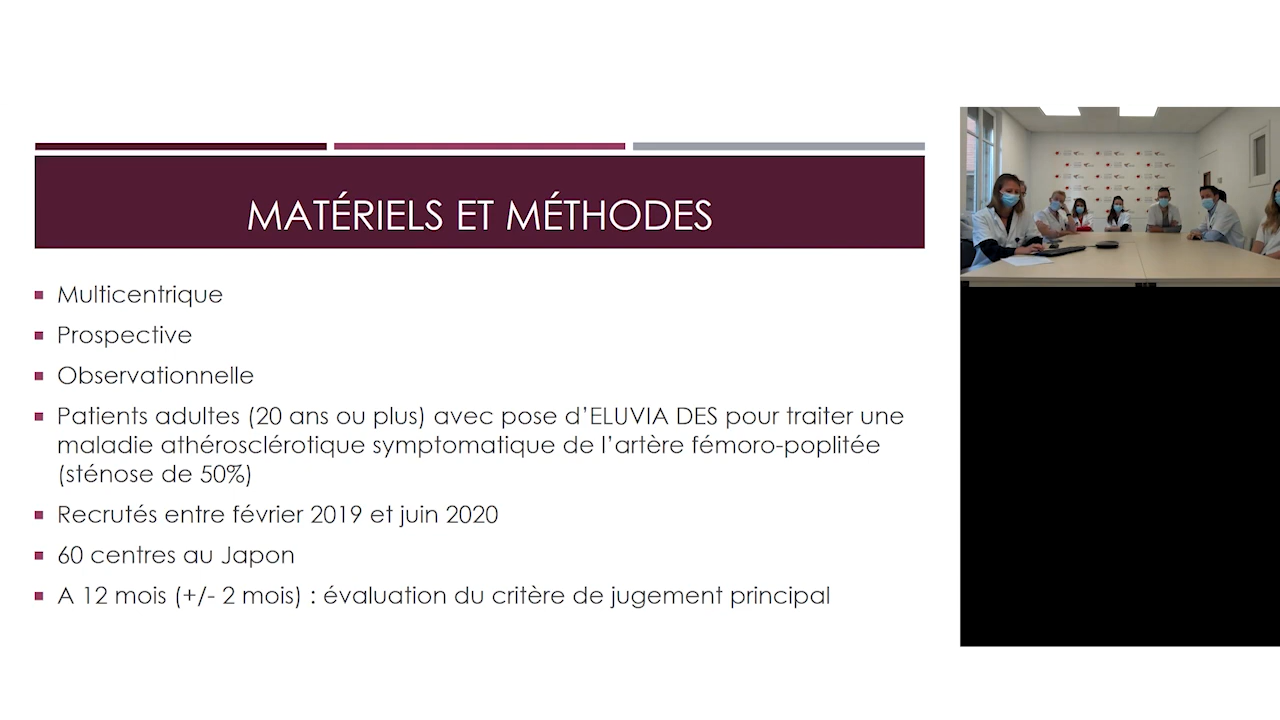 MATÉRIELS ET MÉTHODES
Multicentrique
Prospective
Observationnelle
Patients adultes (20 ans ou plus) avec pose d’ELUVIA DES pour traiter une
maladie athérosclérotique symptomatique de l’artère fémoro-poplitée
(sténose de 50%)
Recrutés entre février 2019 et juin 2020
60 centres au Japon
A 12 mois (+/- 2 mois) : évaluation du critère de jugement principal